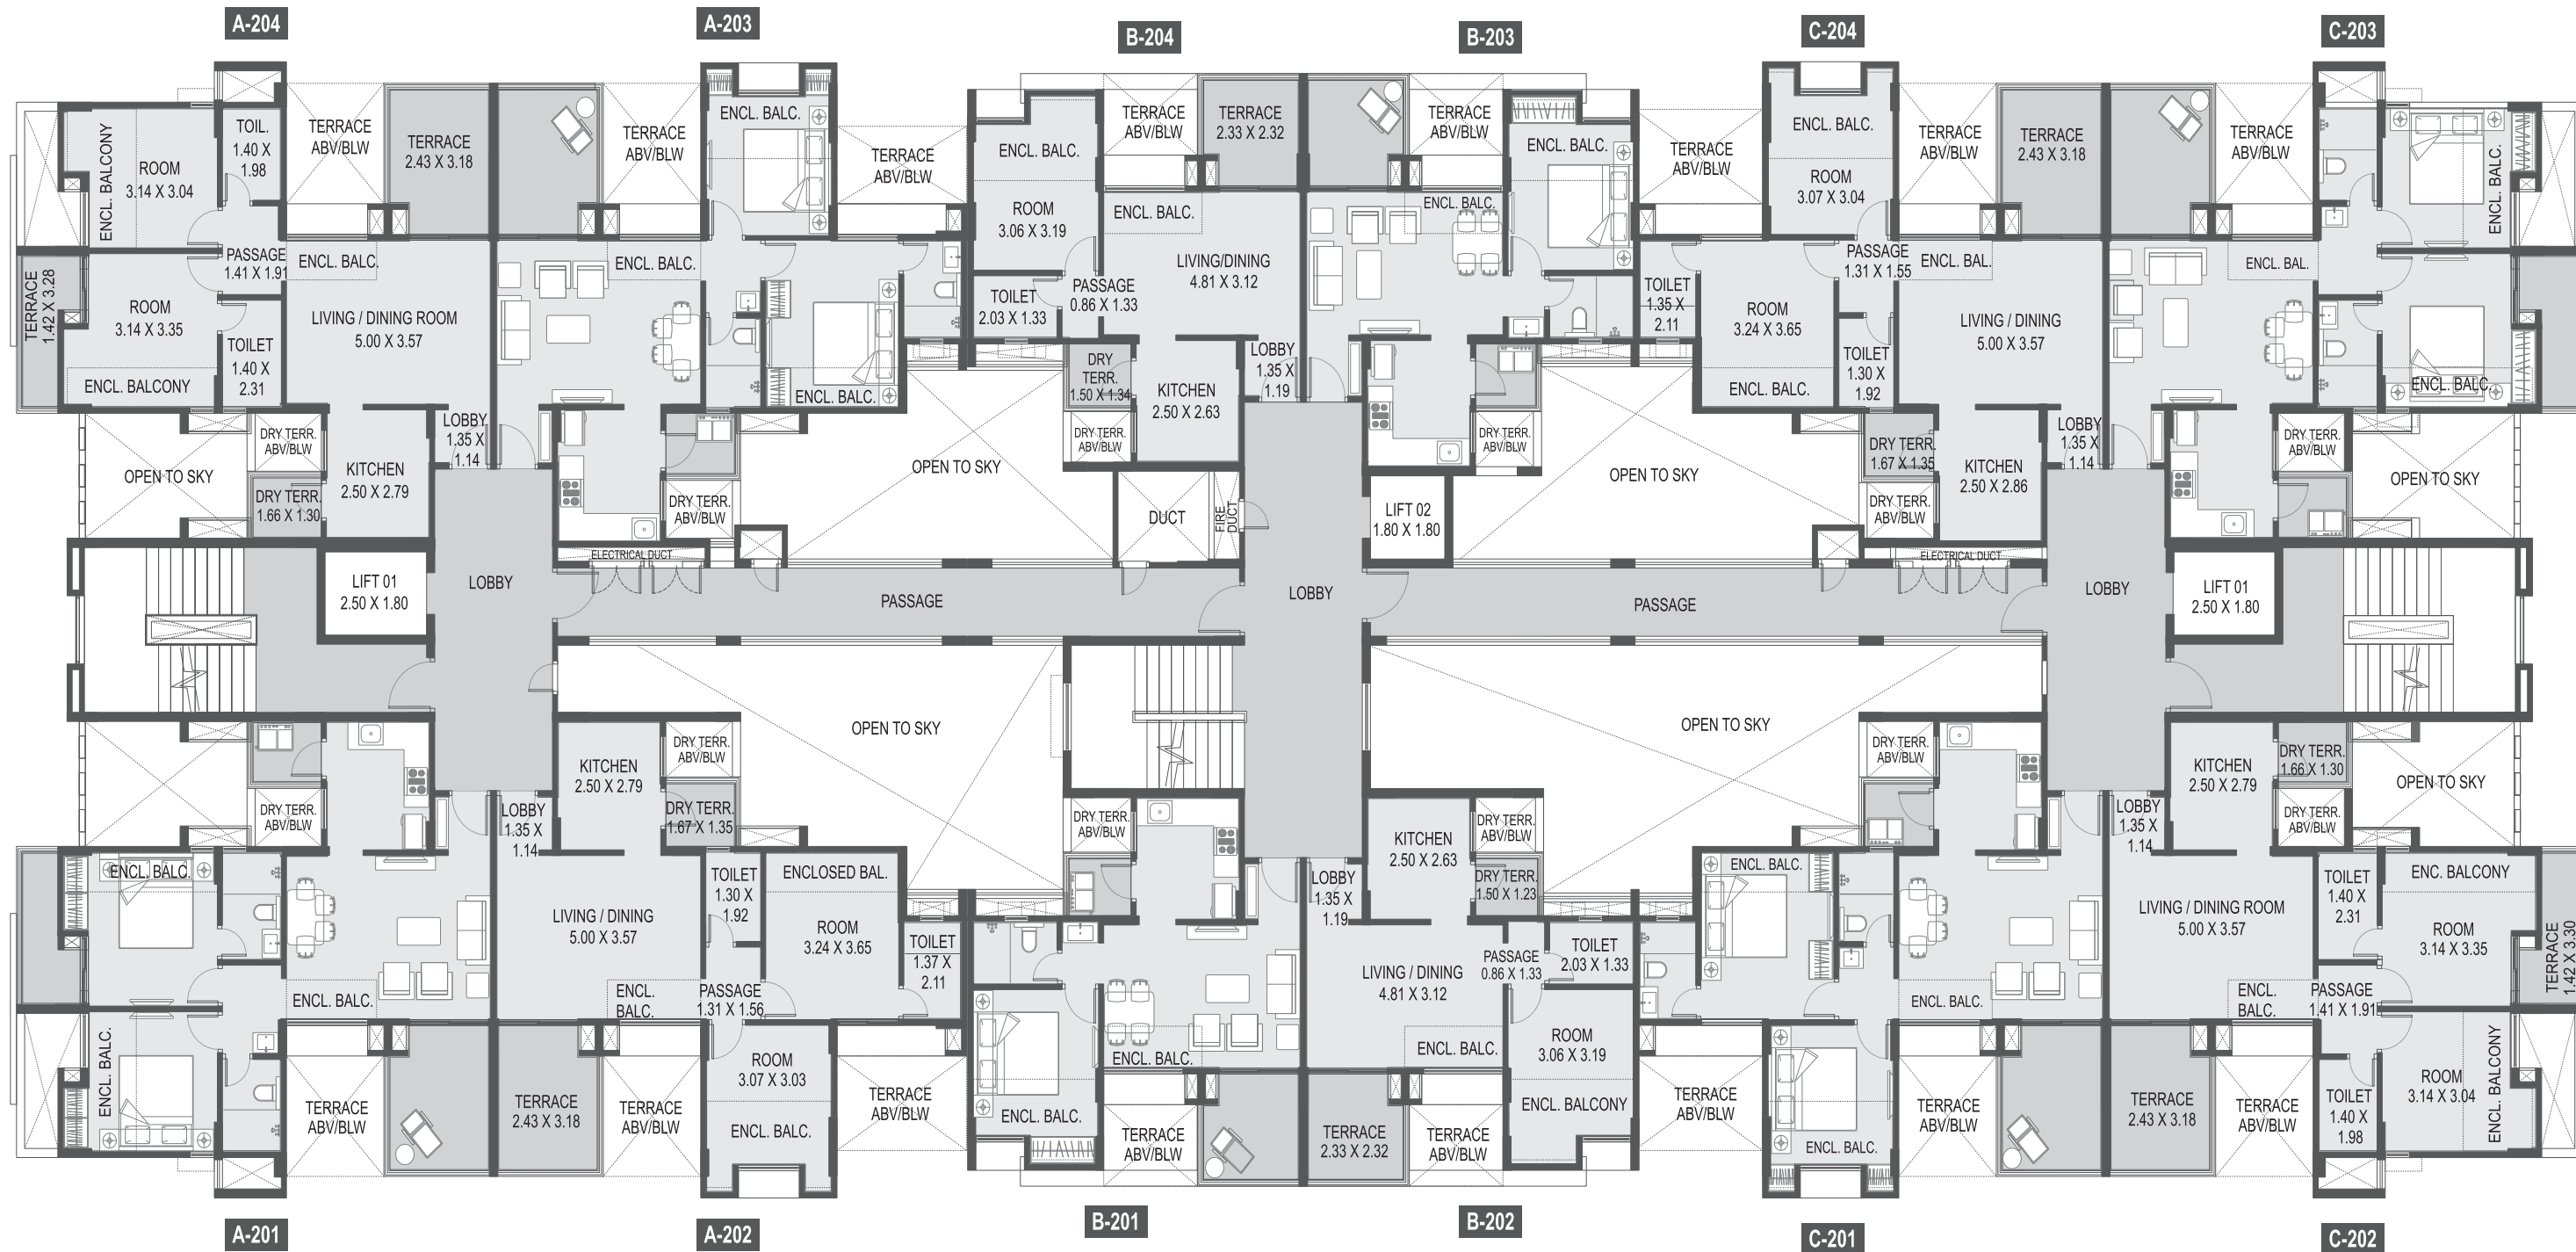 A-204
A-203
B-204
B-203
C-204
C-203
ENCL. BALCONY
ROOM
3.14 X 3.04
TOIL.
1.40 X
1.98
TERRACE
ABV/BLW
TERRACE
2.43 X 3.18
TERRACE
ABV/BLW
ENCL. BALC.
TERRACE
ABV/BLW
PASSAGE
1.41 X 1.91
ENCL. BALC.
ENCL. BALC.
TERRACE
1.42 X 3.28
ROOM
3.14 X 3.35
ENCL. BALCONY
TOILET
1.40 X
2.31
LIVING / DINING ROOM
5.00 X 3.57
ENCL. BALC.
OPEN TO SKY
DRY TERR.
ABV/BLW
DRY TERR.
1.66 X 1.30
KITCHEN
2.50 X 2.79
LOBBY
1.35 X
1.14
DRY TERR.
ABV/BLW
OPEN TO SKY
ELECTRICAL DUCT
LIFT 01
2.50 X 1.80
LOBBY
PASSAGE
ENCL. BALC.
ROOM
3.06 X 3.19
TERRACE
ABV/BLW
TERRACE
2.33 X 2.32
ENCL. BALC.
LIVING/DINING
4.81 X 3.12
TOILET
2.03 X 1.33
PASSAGE
0.86 X 1.33
DRY
TERR.
1.50 X 1.34
DRY TERR.
ABV/BLW
KITCHEN
2.50 X 2.63
LOBBY
1.35 X
1.19
DUCT
FIRE
DUCT
TERRACE
ABV/BLW
ENCL. BALC.
ENCL. BALC.
DRY TERR.
ABV/BLW
LIFT 02
1.80 X 1.80
LOBBY
OPEN TO SKY
PASSAGE
TERRACE
ABV/BLW
ENCL. BALC.
ROOM
3.07 X 3.04
TERRACE
ABV/BLW
TERRACE
2.43 X 3.18
TOILET
1.35 X
2.11
ROOM
3.24 X 3.65
ENCL. BALC.
PASSAGE
1.31 X 1.55
ENCL. BAL.
TOILET
1.30 X
1.92
LIVING / DINING
5.00 X 3.57
DRY TERR.
1.67 X 1.35
DRY TERR.
ABV/BLW
KITCHEN
2.50 X 2.86
LOBBY
1.35 X
1.14
ELECTRICAL DUCT
TERRACE
ABV/BLW
ENCL. BALC.
ENCL. BAL.
ENCL. BALC.
DRY TERR.
ABV/BLW
OPEN TO SKY
LOBBY
LIFT 01
2.50 X 1.80
DRY TERR.
ABV/BLW
ENCL. BALC.
ENCL. BALC.
ENCL. BALC.
TERRACE
ABV/BLW
KITCHEN
2.50 X 2.79
DRY TERR.
ABV/BLW
DRY TERR.
1.67 X 1.35
LOBBY
1.35 X
1.14
LIVING / DINING
5.00 X 3.57
ENCL.
BALC.
TOILET
1.30 X
1.92
PASSAGE
1.31 X 1.56
ENCLOSED BAL.
ROOM
3.24 X 3.65
TOILET
1.37 X
2.11
TERRACE
2.43 X 3.18
TERRACE
ABV/BLW
ROOM
3.07 X 3.03
ENCL. BALC.
TERRACE
ABV/BLW
OPEN TO SKY
DRY TERR.
ABV/BLW
ENCL. BALC.
ENCL. BALC.
TERRACE
ABV/BLW
KITCHEN
2.50 X 2.63
DRY TERR.
ABV/BLW
DRY TERR.
1.50 X 1.23
LOBBY
1.35 X
1.19
LIVING / DINING
4.81 X 3.12
ENCL. BALC.
PASSAGE
0.86 X 1.33
TOILET
2.03 X 1.33
ROOM
3.06 X 3.19
ENCL. BALCONY
TERRACE
2.33 X 2.32
TERRACE
ABV/BLW
OPEN TO SKY
DRY TERR.
ABV/BLW
ENCL. BALC.
ENCL. BALC.
TERRACE
ABV/BLW
ENCL. BALC.
TERRACE
ABV/BLW
KITCHEN
2.50 X 2.79
DRY TERR.
1.66 X 1.30
DRY TERR.
ABV/BLW
OPEN TO SKY
LOBBY
1.35 X
1.14
LIVING / DINING ROOM
5.00 X 3.57
ENCL.
BALC.
TOILET
1.40 X
2.31
ENC. BALCONY
ROOM
3.14 X 3.35
TERRACE
1.42 X 3.30
PASSAGE
1.41 X 1.91
TERRACE
2.43 X 3.18
TERRACE
ABV/BLW
TOILET
1.40 X
1.98
ROOM
3.14 X 3.04
ENCL. BALCONY
A-201
A-202
B-201
B-202
C-201
C-202